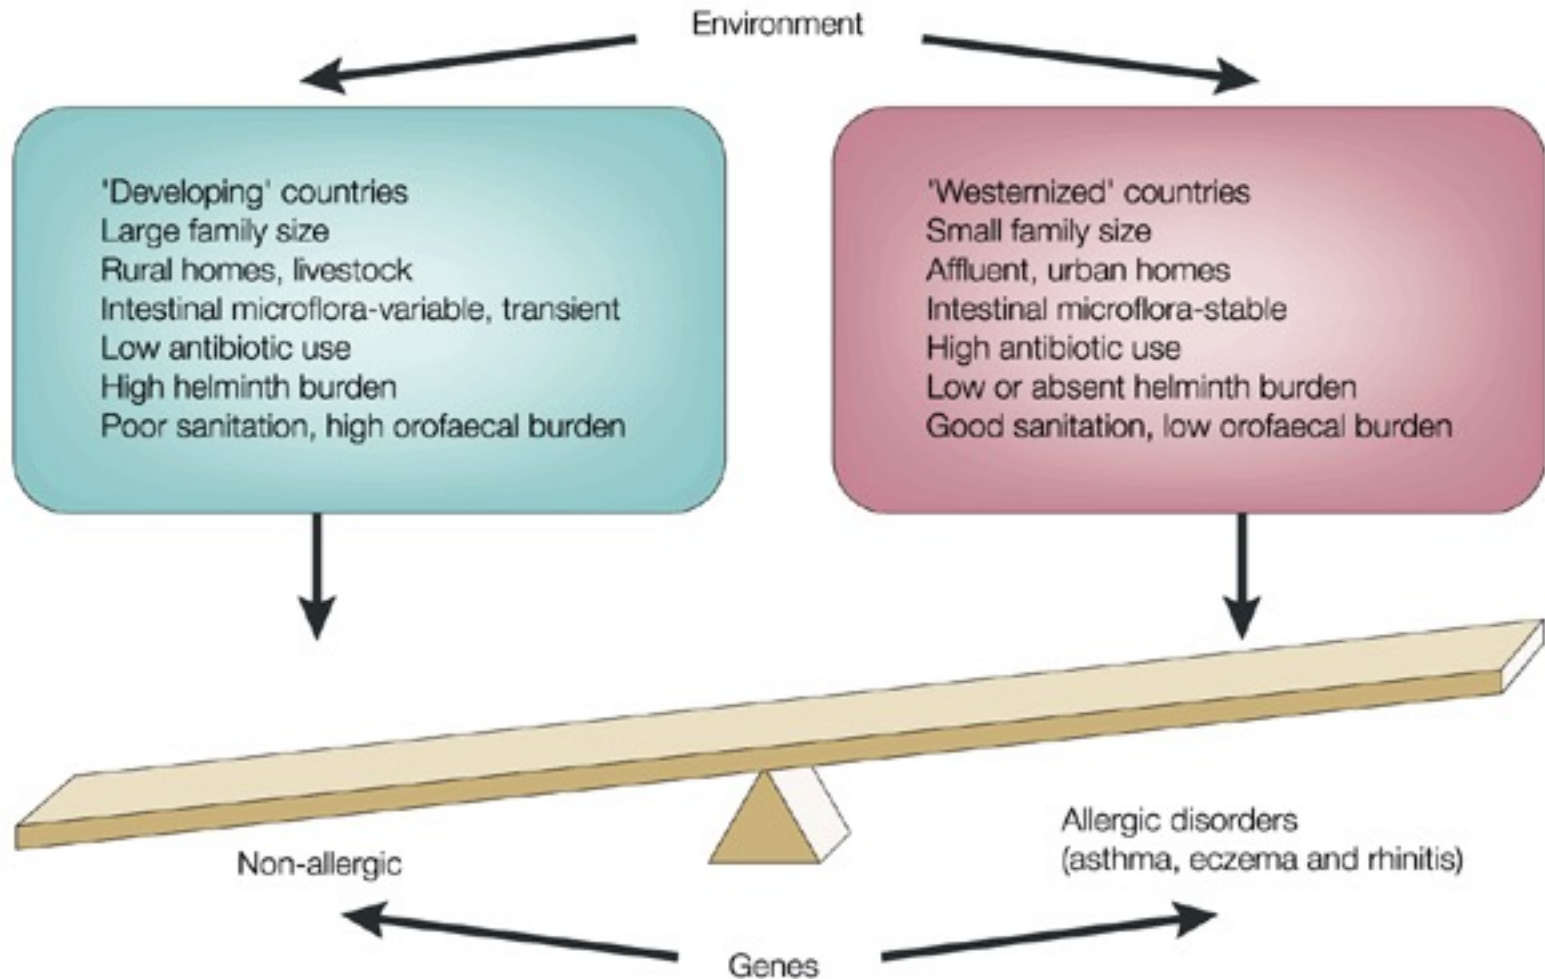 Environment
'Developing' countries
Large family size
Rural homes, livestock
Intestinal microflora-variable, transient
Low antibiotic use
High helminth burden
Poor sanitation, high orofaecal burden
'Westernized' countries
Small family size
Affluent, urban homes
Intestinal microflora-stable
High antibiotic use
Low or absent helminth burden
Good sanitation, low orofaecal burden
Non-allergic
Allergic disorders
(asthma, eczema and rhinitis)
Genes